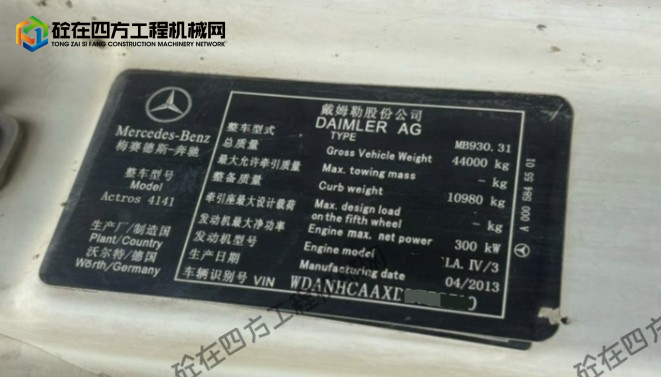 砼在四方工程机械网
TONG ZAI SI FANG CONSTRUCTION MACHINERY NETWORK
Mercedes-Benz
梅赛德斯-奔驰
整车型号
Model
Actros 4141
生产厂/制造国
Plant/Country
沃尔特/德国
Wörth/Germany
戴姆勒股份公司
DAIMLER AG
整车型式 TYPE MB930.31
总质量 Gross Vehicle Weight 44000 kg
最大允许牵引质量 Max. towing mass - kg
整备质量 Curb weight 10980 kg
牵引座最大设计载荷 Max. design load
on the fifth wheel - kg
发动机最大净功率 Engine max. net power 300 kW
发动机型号 Engine model LA. IV/3
生产日期 Manufacturing date 04/2013
车辆识别号 VIN WDANHCAAXD
A 000 584 55 01
砼在四方工程机械网
砼在四方